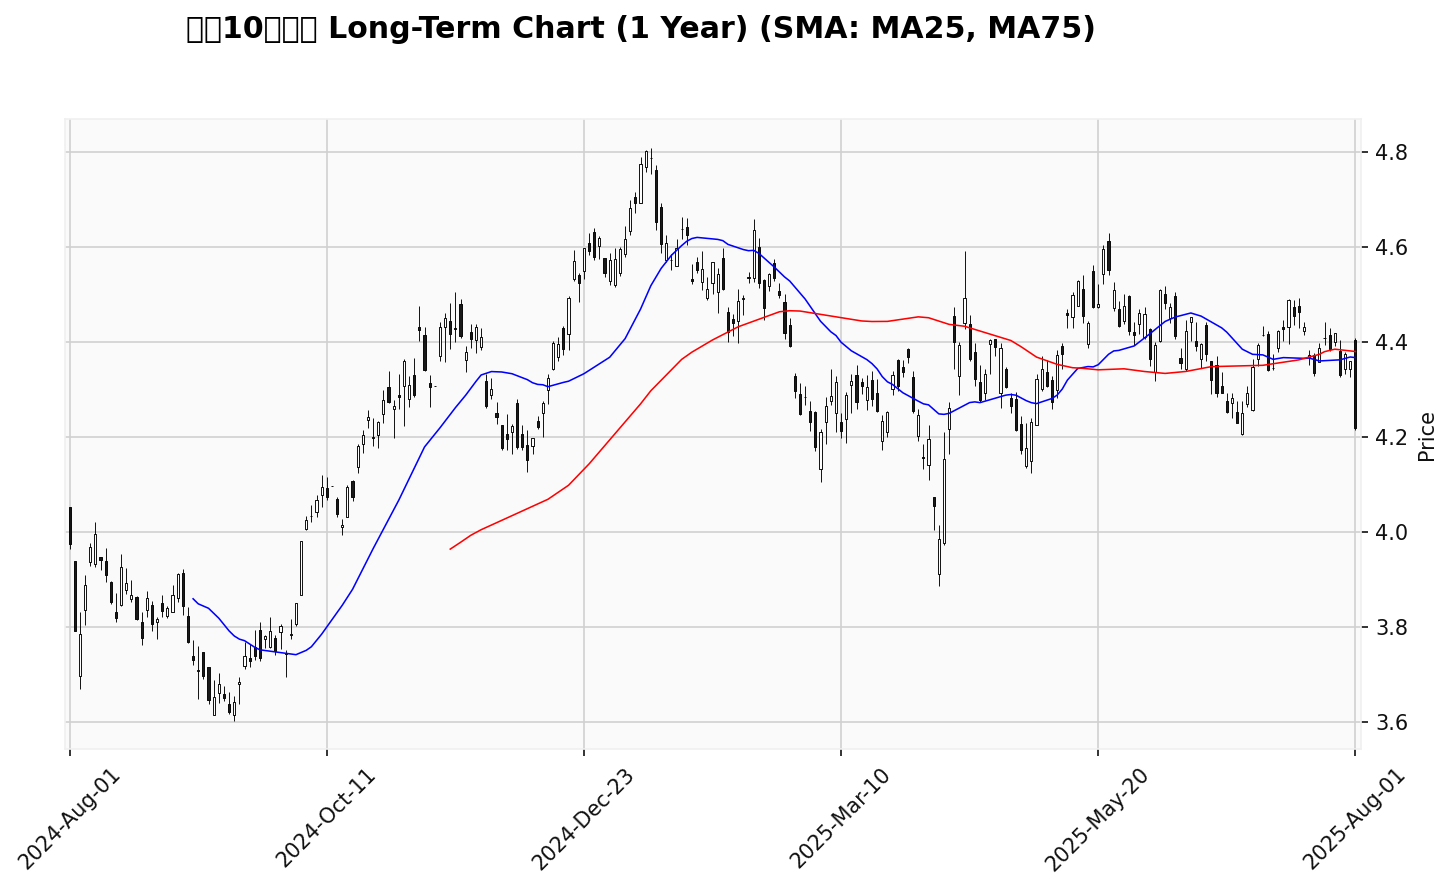 10 Long-Term Chart (1 Year) (SMA: MA25, MA75)
4.8
4.6
4.4
4.2
4.0
3.8
3.6
Price
2024-Aug-01
2024-Oct-11
2024-Dec-23
2025-Mar-10
2025-May-20
2025-Aug-01